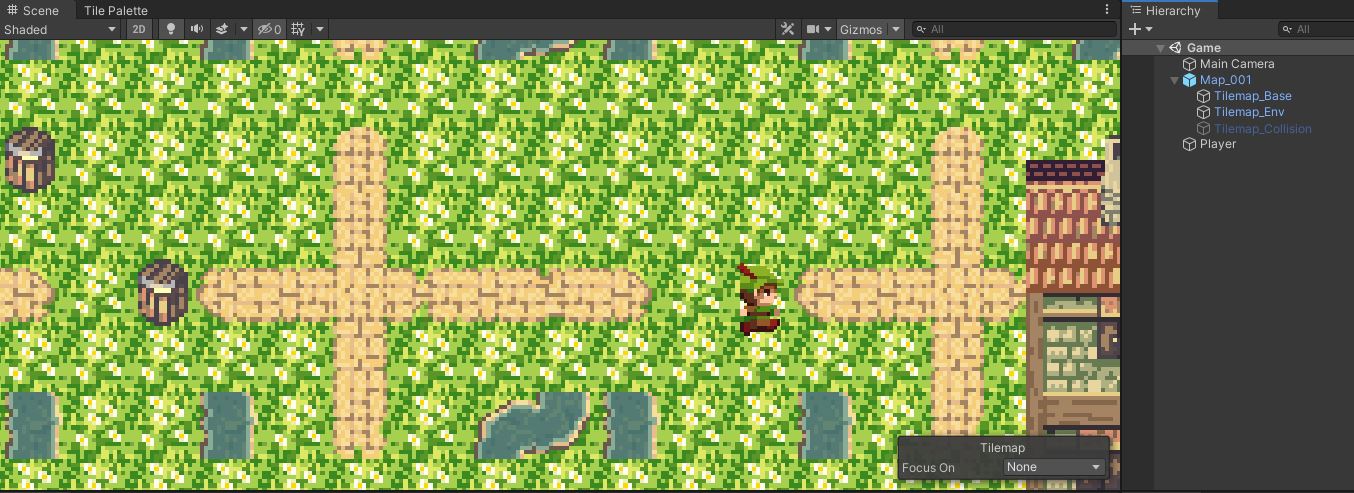 Scene Tile Palette
Shaded 2D 0 Gizmos All
Tilemap
Focus On None
Hierarchy
All
Game
Main Camera
Map_001
Tilemap_Base
Tilemap_Env
Tilemap_Collision
Player